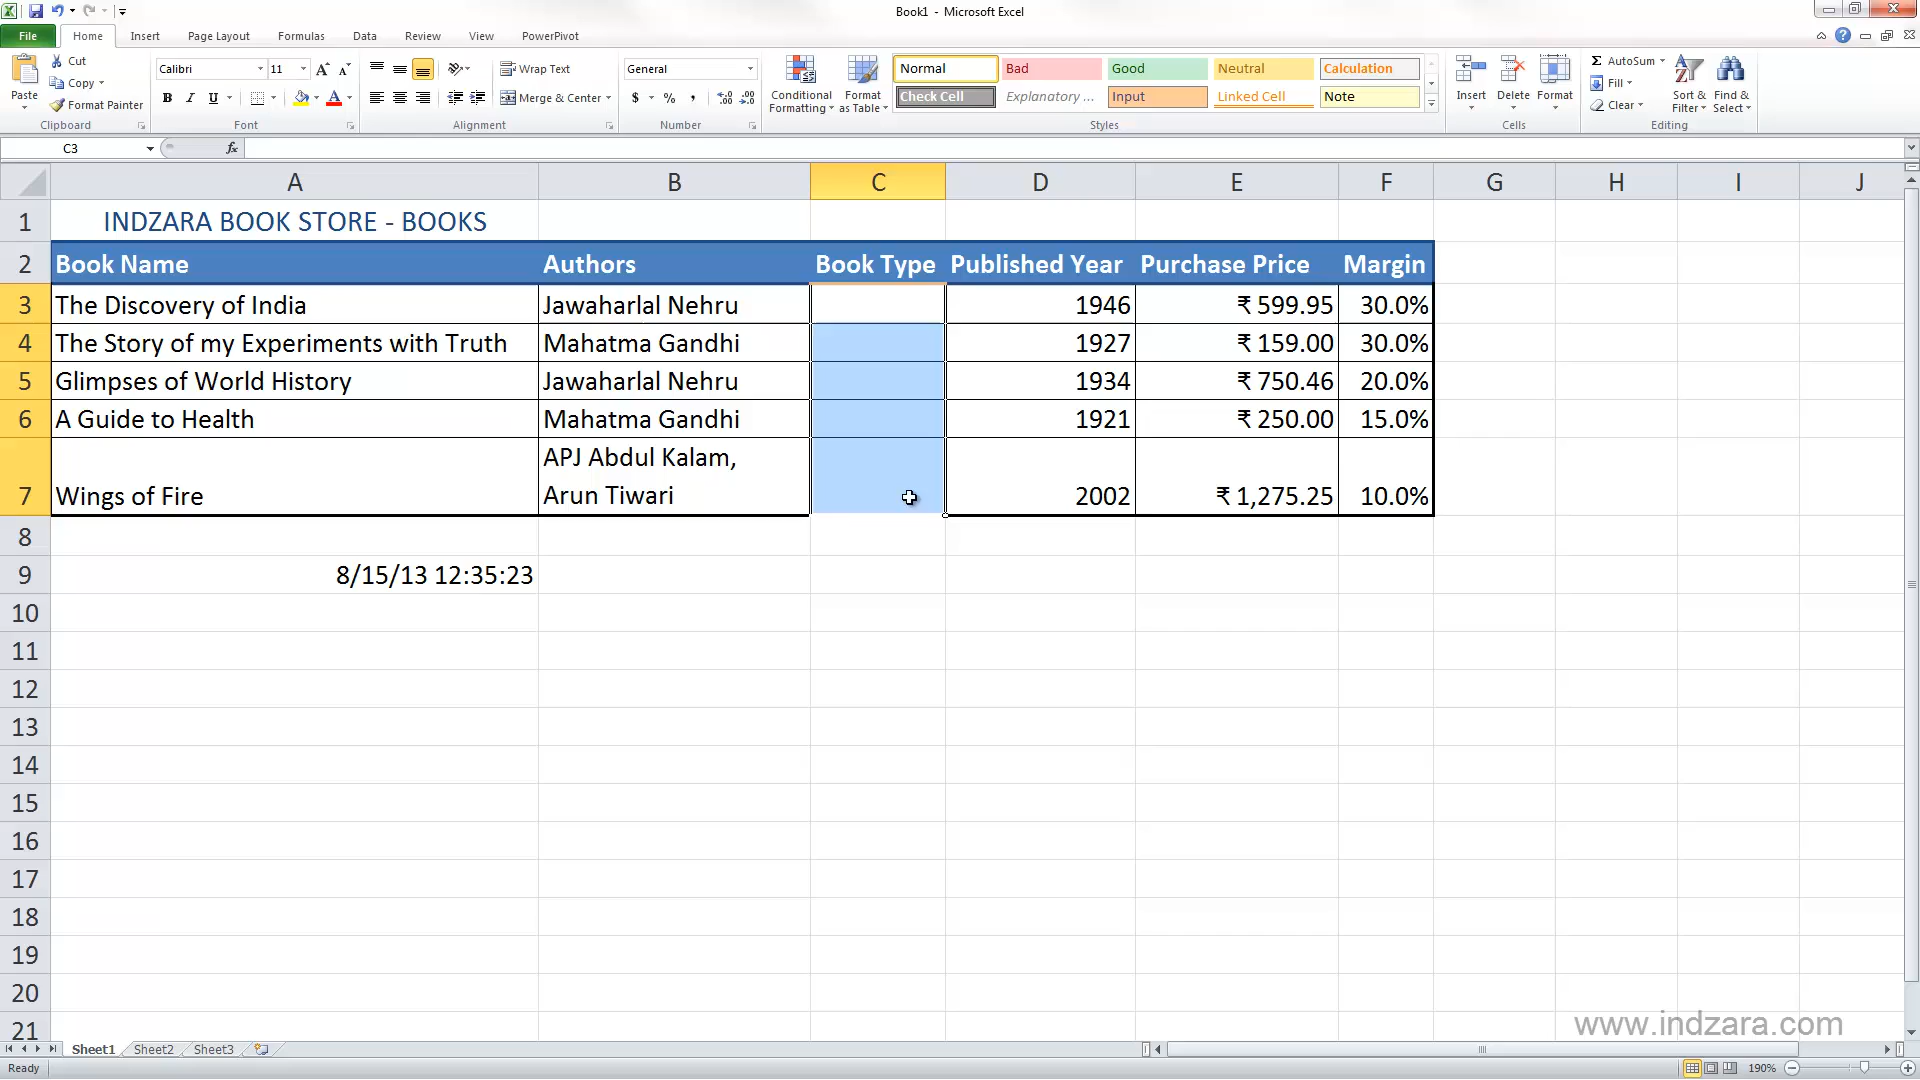 Book1 - Microsoft Excel
File Home Insert Page Layout Formulas Data Review View PowerPivot
Paste
Cut
Copy
Format Painter
Clipboard
Calibri 11
B I U
Font
Wrap Text
Merge & Center
Alignment
General
$ % ,
Number
Conditional Formatting
Format as Table
Normal Bad Good Neutral Calculation
Check Cell Explanatory ... Input Linked Cell Note
Styles
Insert Delete Format
Cells
Σ AutoSum
Fill
Clear
Sort & Filter
Find & Select
Editing
C3 fx
A B C D E F G H I J
1 INDZARA BOOK STORE - BOOKS
2 Book Name Authors Book Type Published Year Purchase Price Margin
3 The Discovery of India Jawaharlal Nehru 1946 ₹ 599.95 30.0%
4 The Story of my Experiments with Truth Mahatma Gandhi 1927 ₹ 159.00 30.0%
5 Glimpses of World History Jawaharlal Nehru 1934 ₹ 750.46 20.0%
6 A Guide to Health Mahatma Gandhi 1921 ₹ 250.00 15.0%
APJ Abdul Kalam,
7 Wings of Fire Arun Tiwari 2002 ₹ 1,275.25 10.0%
8
9 8/15/13 12:35:23
10
11
12
13
14
15
16
17
18
19
20
21
www.indzara.com
Sheet1 Sheet2 Sheet3
Ready 190%